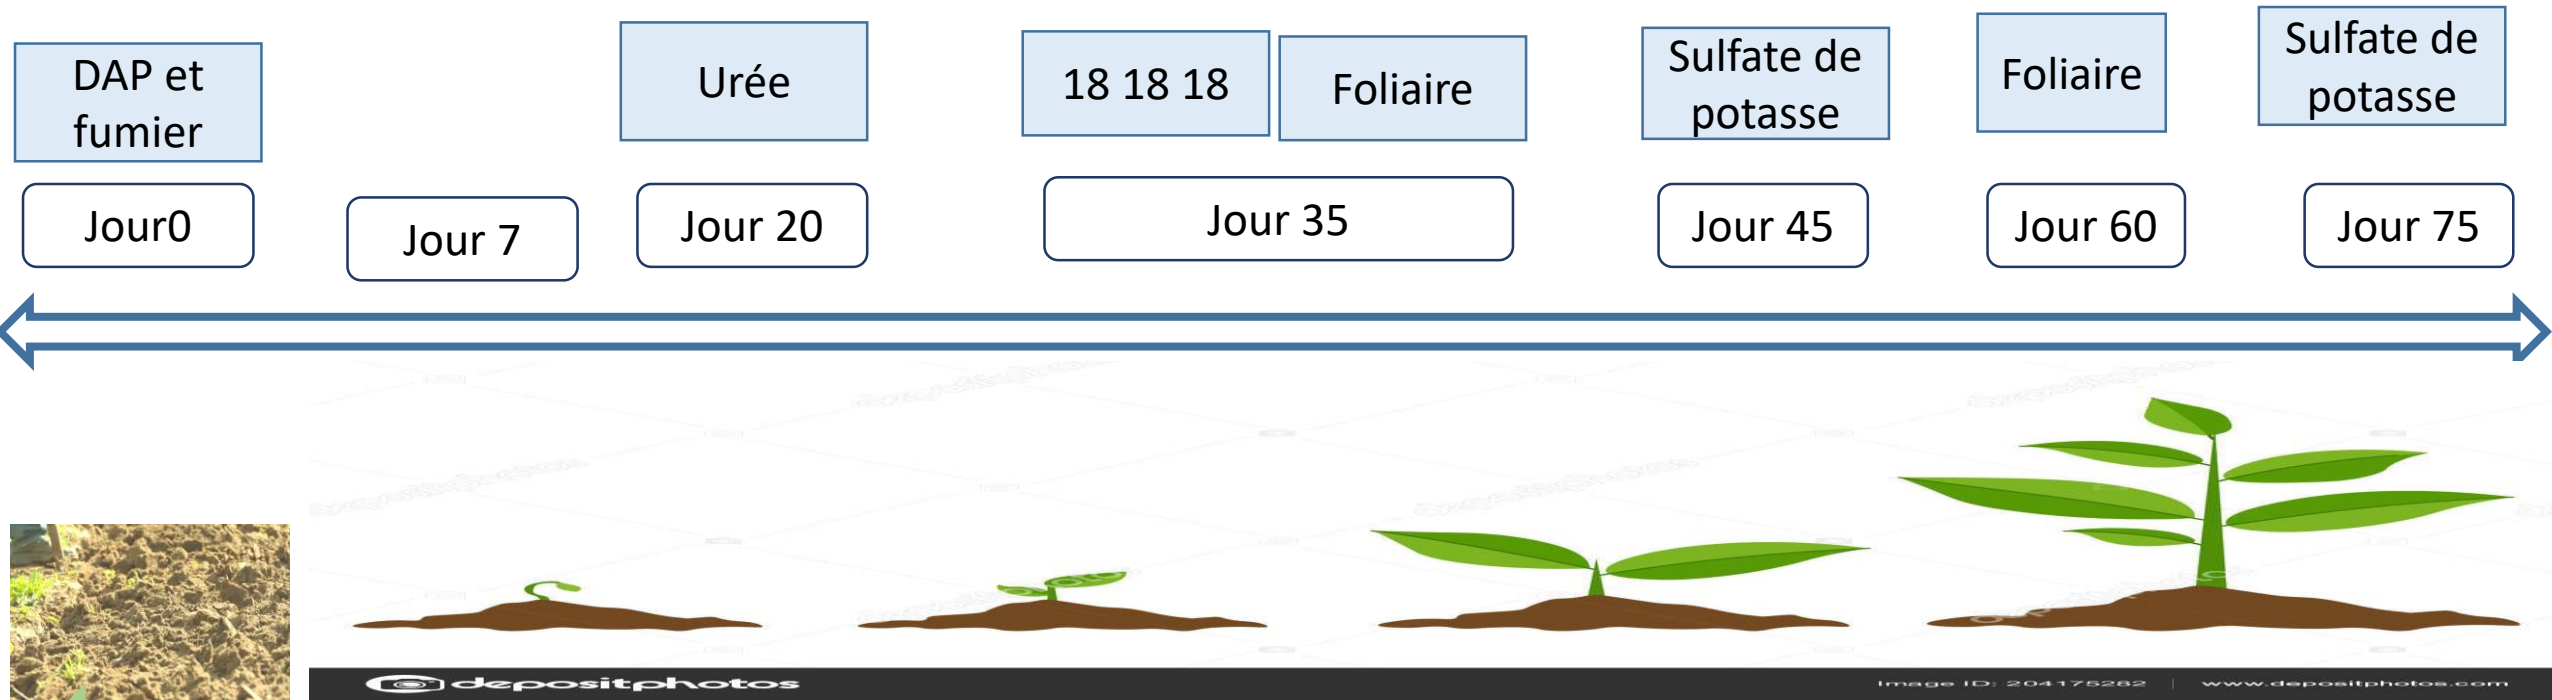 DAP et
fumier
Urée
18 18 18
Foliaire
Sulfate de
potasse
Foliaire
Sulfate de
potasse
Jour0
Jour 7
Jour 20
Jour 35
Jour 45
Jour 60
Jour 75
depositphotos
Image ID: 204175282 | www.depositphotos.com